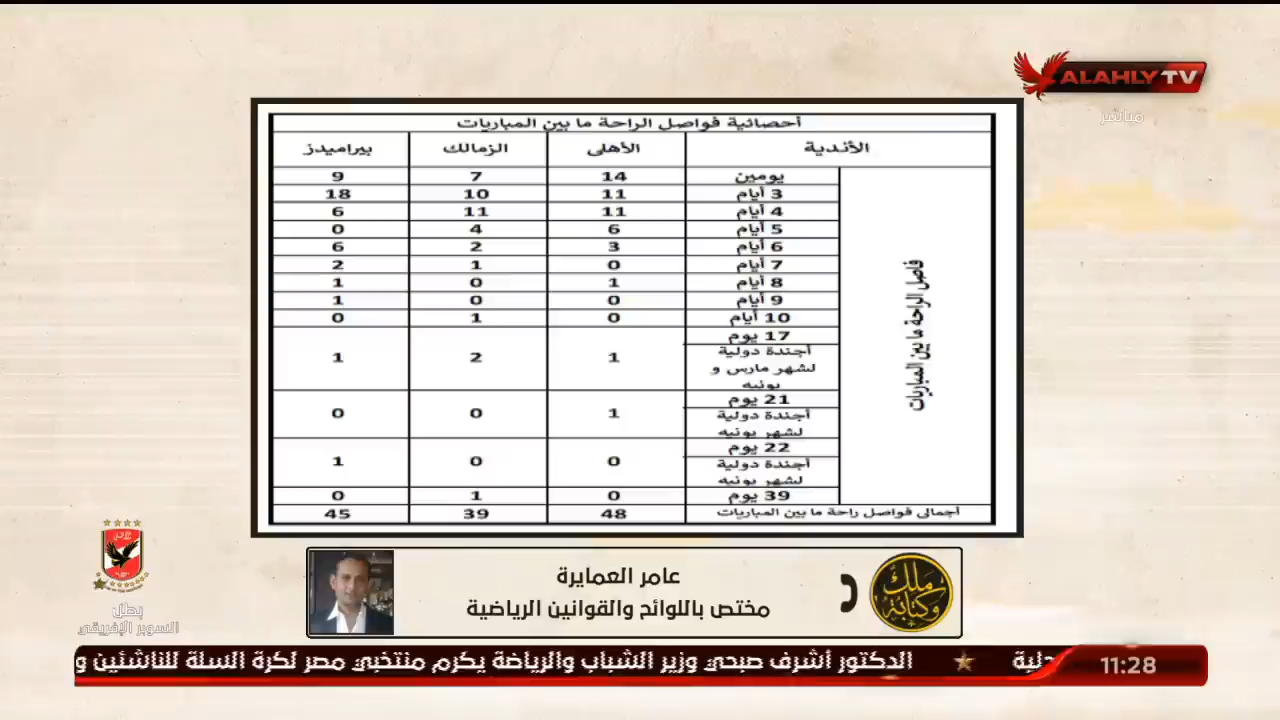 ALAHLY TV
مباشر
أحصائية فواصل الراحة ما بين المباريات
الأندية الأهلى الزمالك بيراميدز
فاصل الراحة ما بين المباريات
يومين 14 7 9
3 أيام 11 10 18
4 أيام 11 11 6
5 أيام 6 4 0
6 أيام 3 2 6
7 أيام 0 1 2
8 أيام 1 0 1
9 أيام 0 0 1
10 أيام 0 1 0
17 يوم
أجندة دولية
لشهر مارس و
يونيه
1 2 1
21 يوم
أجندة دولية
لشهر يونيه
1 0 0
22 يوم
أجندة دولية
لشهر يونيه
0 0 1
39 يوم 0 1 0
أجمالى فواصل راحة ما بين المباريات 48 39 45
بطل
السوبر الإفريقي
ملك وكتابة
عامر العمايرة
مختص باللوائح والقوانين الرياضية
11:28
الدكتور أشرف صبحي وزير الشباب والرياضة يكرم منتخبي مصر لكرة السلة للناشئين و